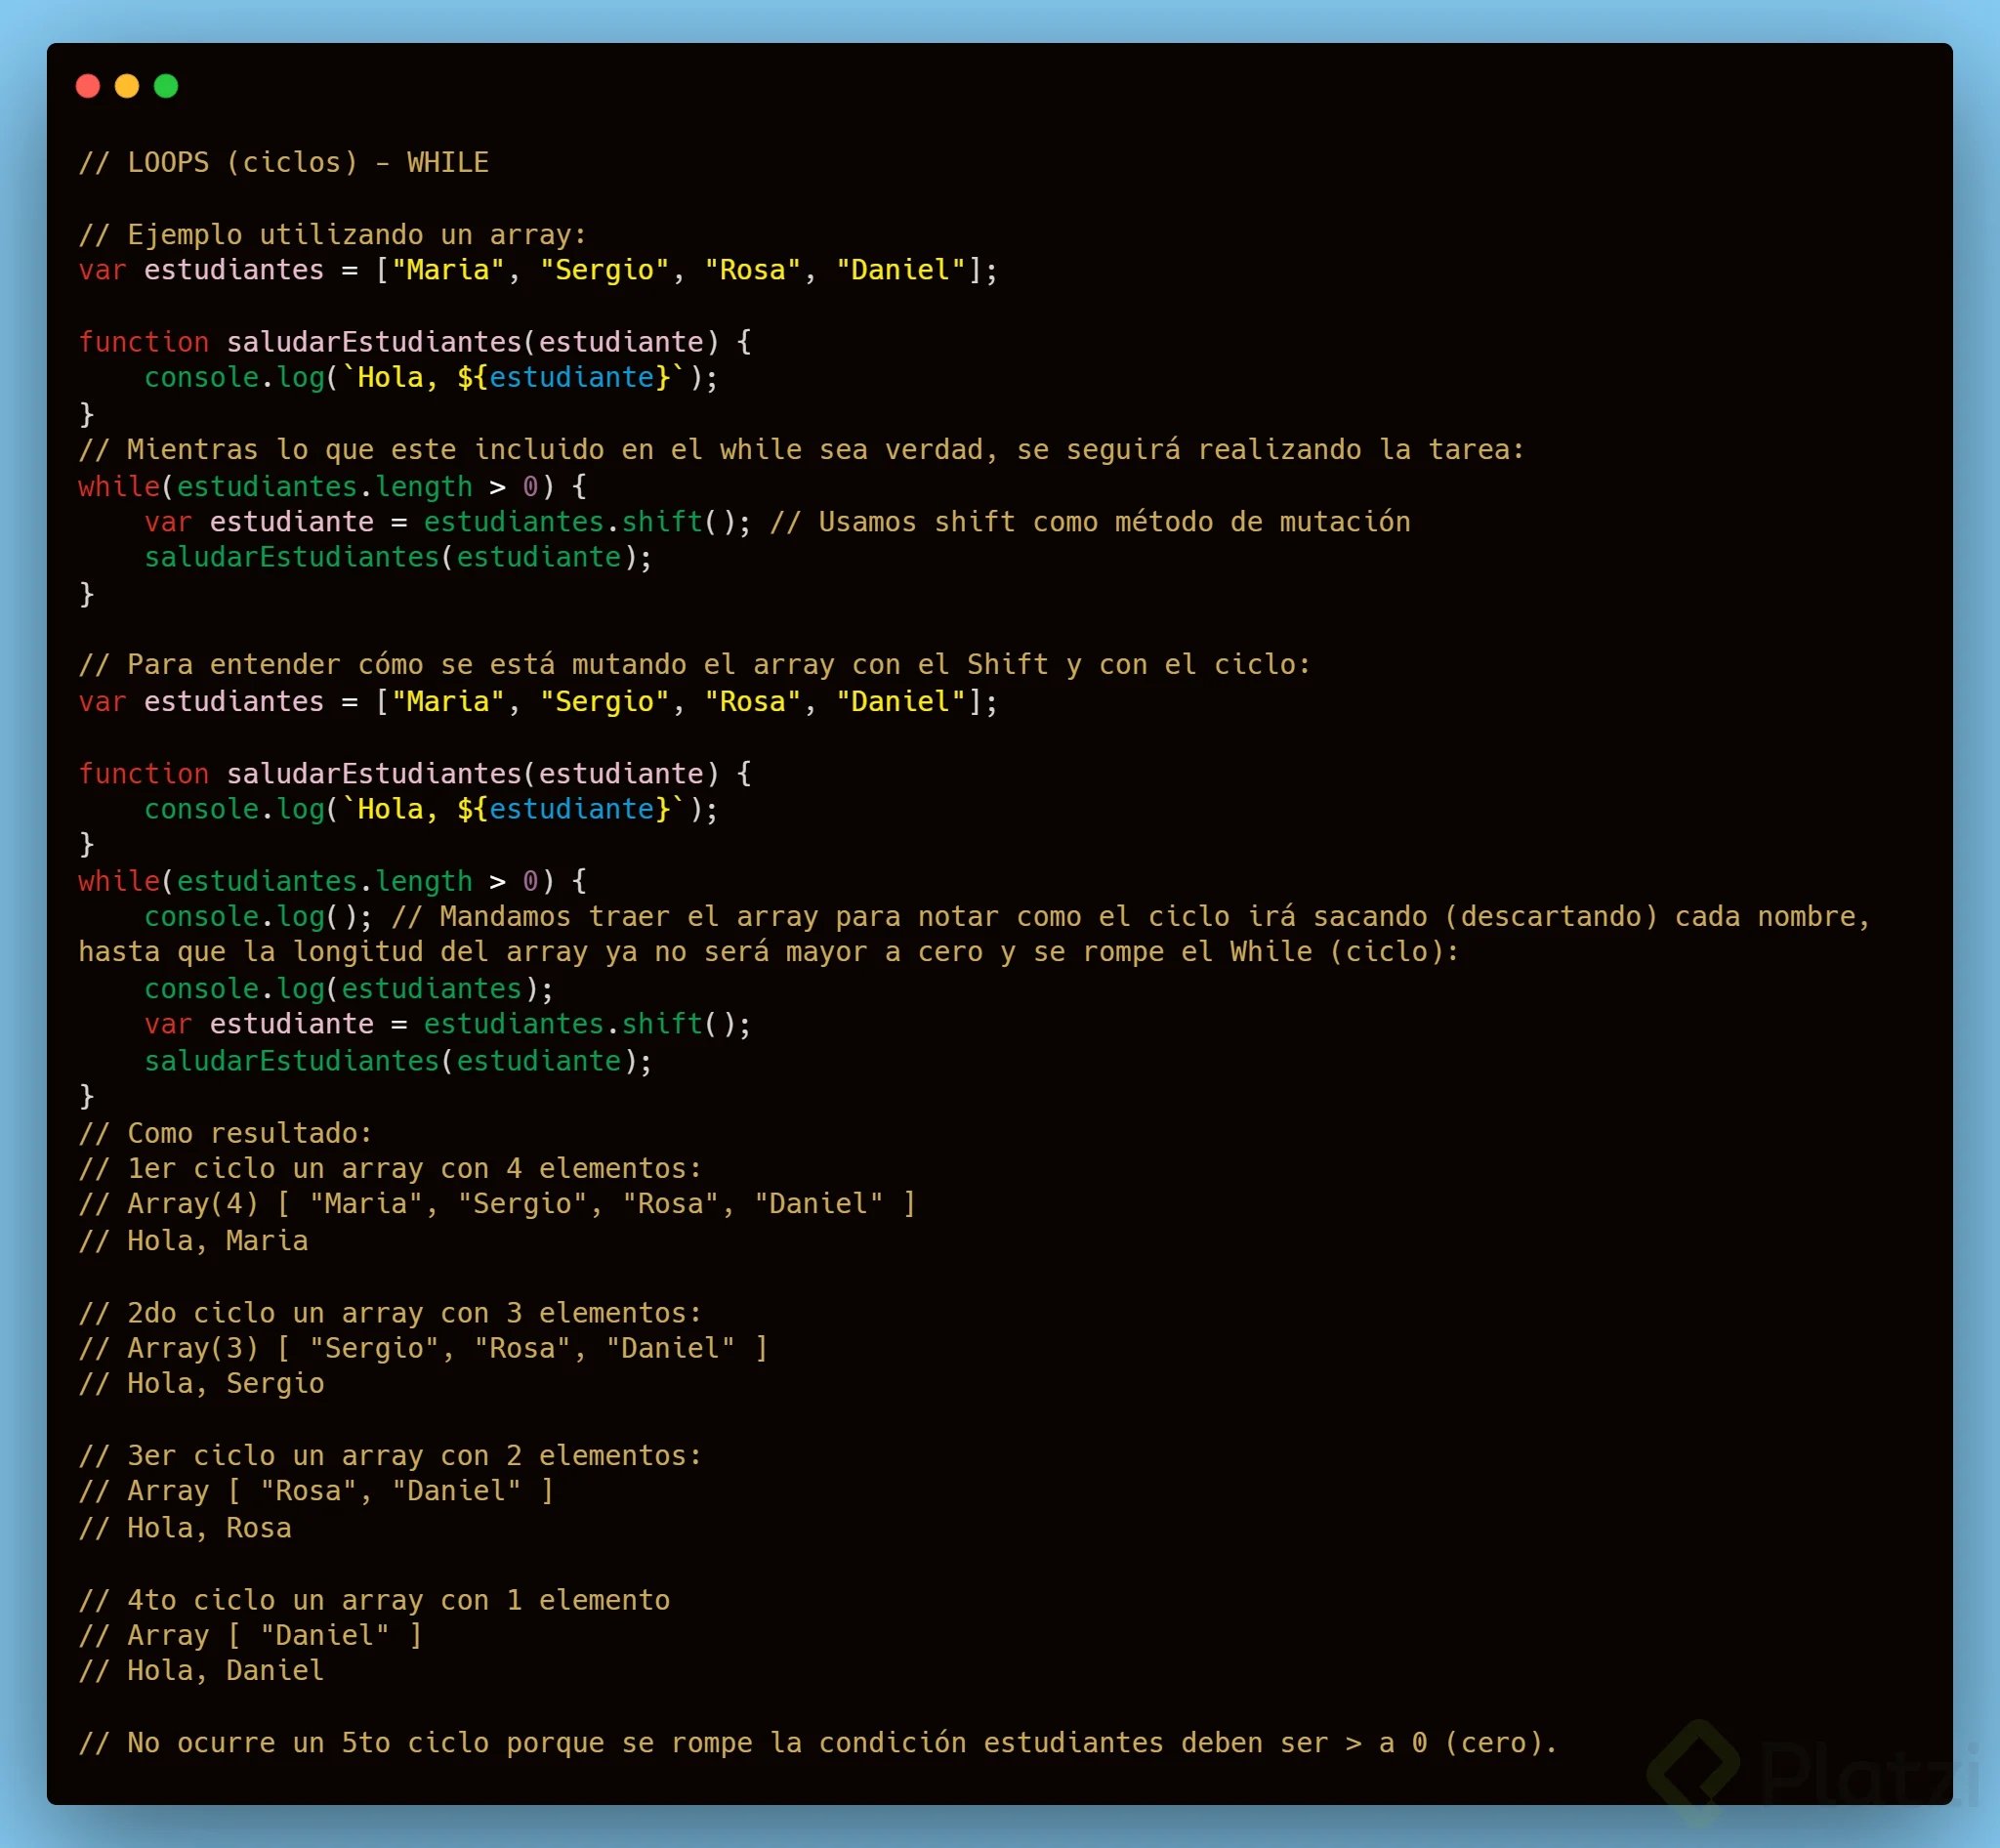 // LOOPS (ciclos) - WHILE
// Ejemplo utilizando un array:
var estudiantes = ["Maria", "Sergio", "Rosa", "Daniel"];
function saludarEstudiantes(estudiante) {
    console.log(`Hola, ${estudiante}`);
}
// Mientras lo que este incluido en el while sea verdad, se seguirá realizando la tarea:
while(estudiantes.length > 0) {
    var estudiante = estudiantes.shift(); // Usamos shift como método de mutación
    saludarEstudiantes(estudiante);
}
// Para entender cómo se está mutando el array con el Shift y con el ciclo:
var estudiantes = ["Maria", "Sergio", "Rosa", "Daniel"];
function saludarEstudiantes(estudiante) {
    console.log(`Hola, ${estudiante}`);
}
while(estudiantes.length > 0) {
    console.log(); // Mandamos traer el array para notar como el ciclo irá sacando (descartando) cada nombre,
hasta que la longitud del array ya no será mayor a cero y se rompe el While (ciclo):
    console.log(estudiantes);
    var estudiante = estudiantes.shift();
    saludarEstudiantes(estudiante);
}
// Como resultado:
// 1er ciclo un array con 4 elementos:
// Array(4) [ "Maria", "Sergio", "Rosa", "Daniel" ]
// Hola, Maria
// 2do ciclo un array con 3 elementos:
// Array(3) [ "Sergio", "Rosa", "Daniel" ]
// Hola, Sergio
// 3er ciclo un array con 2 elementos:
// Array [ "Rosa", "Daniel" ]
// Hola, Rosa
// 4to ciclo un array con 1 elemento
// Array [ "Daniel" ]
// Hola, Daniel
// No ocurre un 5to ciclo porque se rompe la condición estudiantes deben ser > a 0 (cero).
Platzi